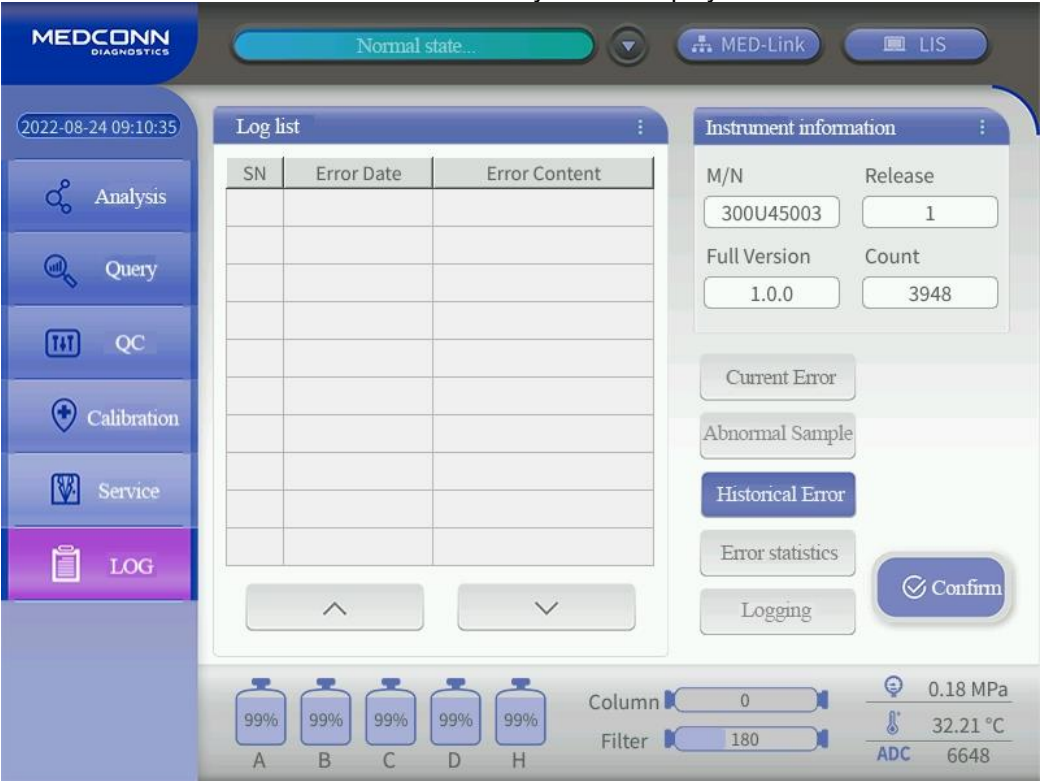 MEDCONN
DIAGNOSTICS
Normal state...
MED-Link
LIS
2022-08-24 09:10:35
Analysis
Query
QC
Calibration
Service
LOG
Log list
SN Error Date Error Content
Instrument information
M/N Release
300U45003 1
Full Version Count
1.0.0 3948
Current Error
Abnormal Sample
Historical Error
Error statistics
Logging
Confirm
99% 99% 99% 99% 99%
A B C D H
Column 0
Filter 180
0.18 MPa
32.21 °C
ADC 6648